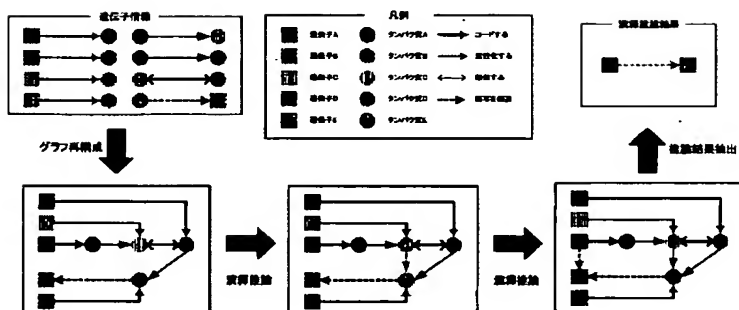 遺伝子情報
凡例
演繹推論結果
遺伝子A
タンパク質A
コードする
遺伝子B
タンパク質B
活性化する
遺伝子C
タンパク質C
結合する
遺伝子D
タンパク質D
遺伝子E
タンパク質E
グラフ再構成
推論結果抽出
演繹推論
演繹推論